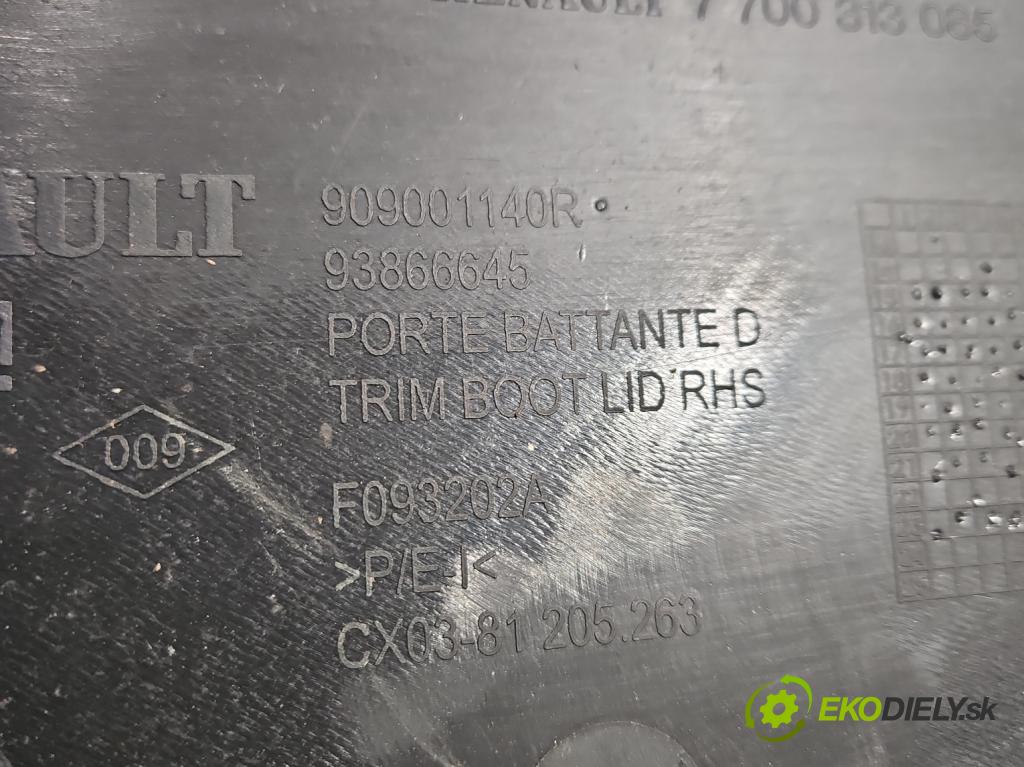 RENAULT 7 700 313 085
AULT
909001140R
93866645
PORTE BATTANTE D
TRIM BOOT LID RHS
009
F093202A
>P/E-I<
CX03-81 205.263
EKODIELY.sk